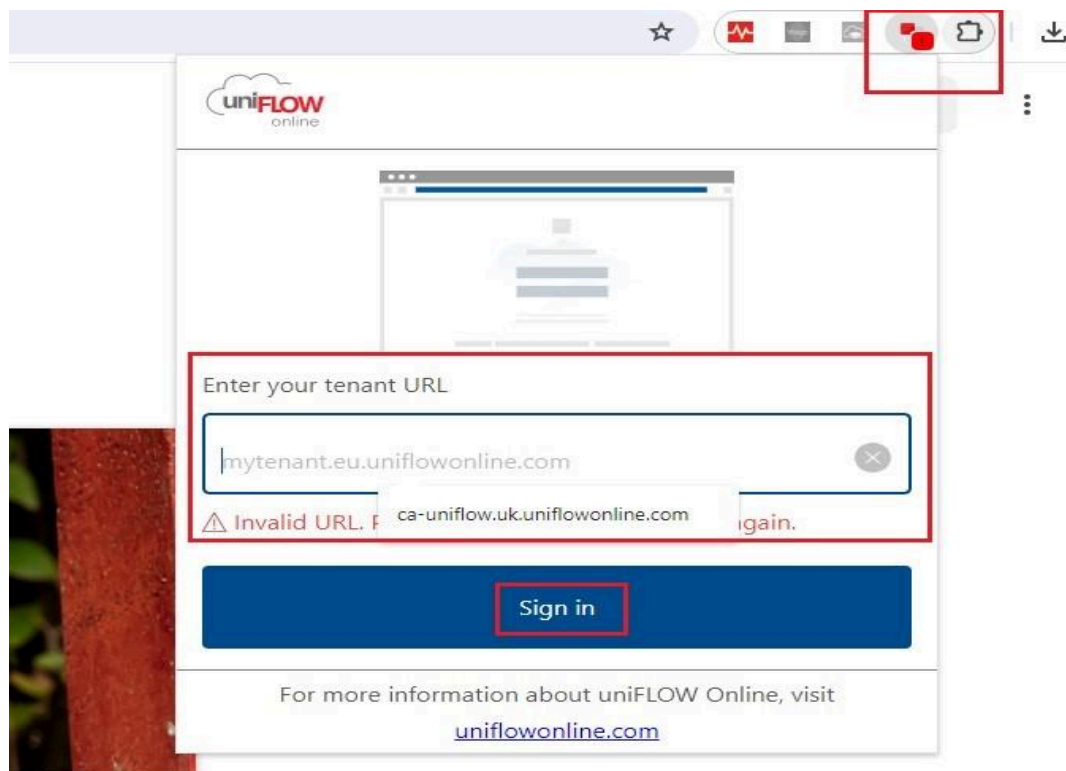 uniFLOW
online
Enter your tenant URL
mytenant.eu.uniflowonline.com
ca-uniflow.uk.uniflowonline.com
⚠ Invalid URL. gain.
Sign in
For more information about uniFLOW Online, visit
uniflowonline.com